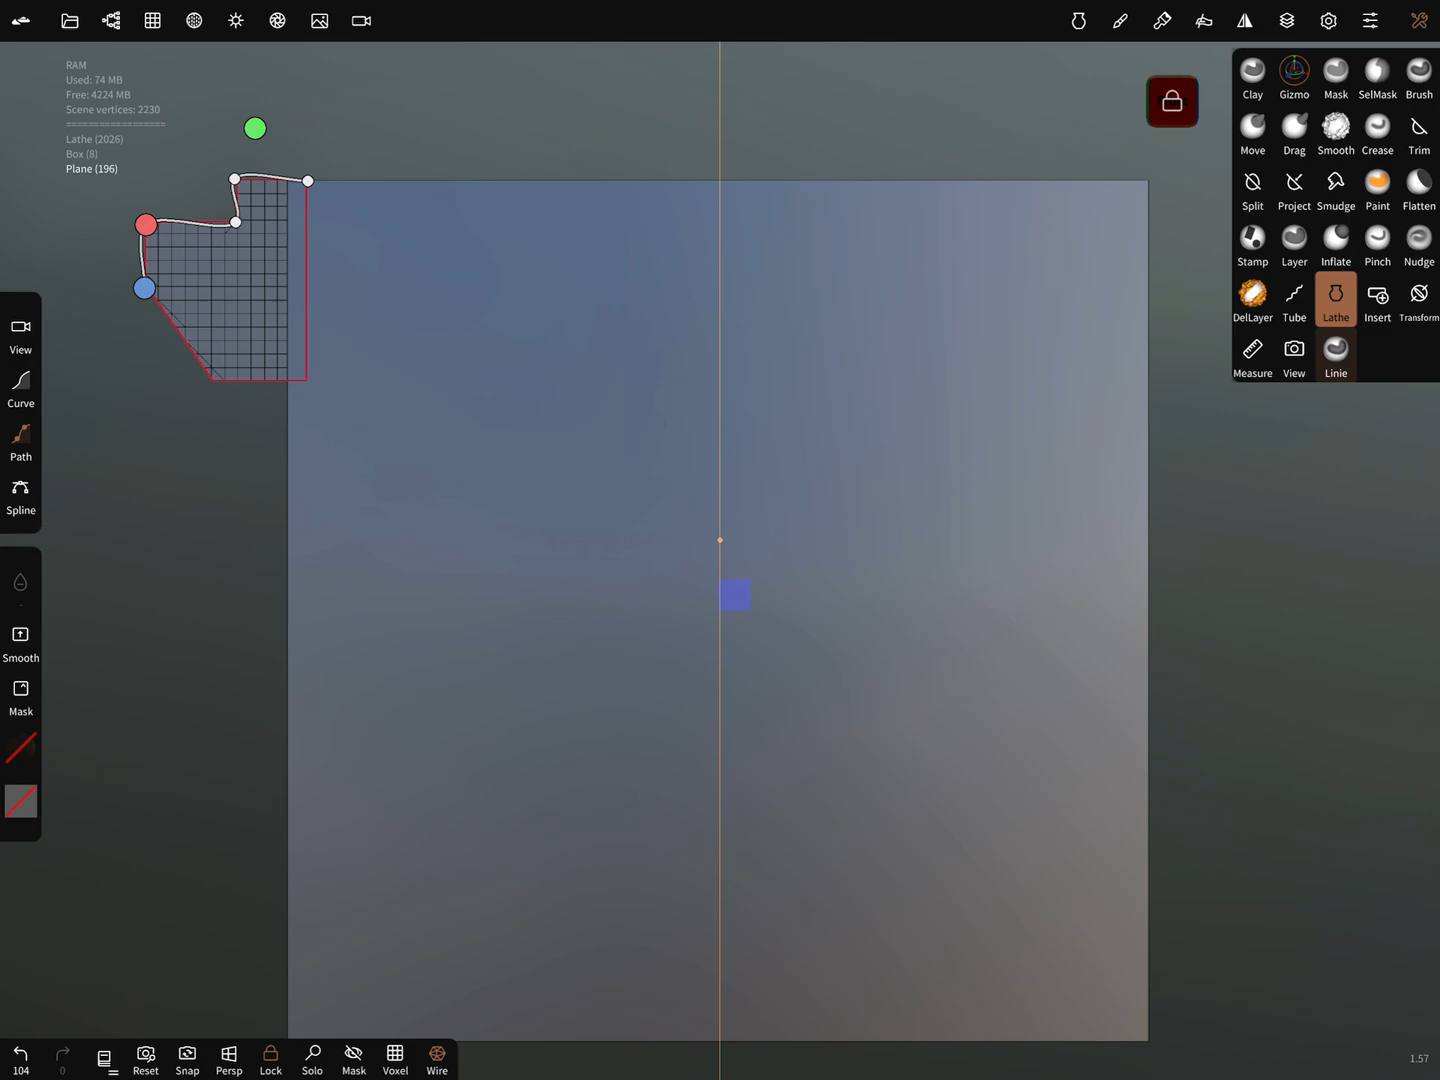 RAM
Used: 74 MB
Free: 4224 MB
Scene vertices: 2230
==================
Lathe (2026)
Box (8)
Plane (196)
Clay
Gizmo
Mask
SelMask
Brush
Move
Drag
Smooth
Crease
Trim
Split
Project
Smudge
Paint
Flatten
Stamp
Layer
Inflate
Pinch
Nudge
DelLayer
Tube
Lathe
Insert
Transform
Measure
View
Linie
View
Curve
Path
Spline
-
Smooth
Mask
104
0
Reset
Snap
Persp
Lock
Solo
Mask
Voxel
Wire
1.57